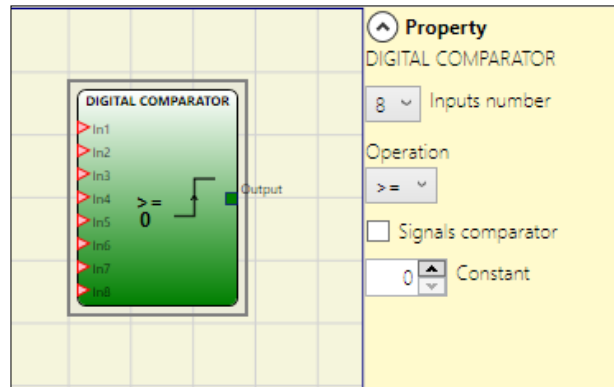 DIGITAL COMPARATOR
In1
In2
In3
In4
In5
In6
In7
In8
>=
0
Output
Property
DIGITAL COMPARATOR
8 Inputs number
Operation
>=
Signals comparator
0 Constant